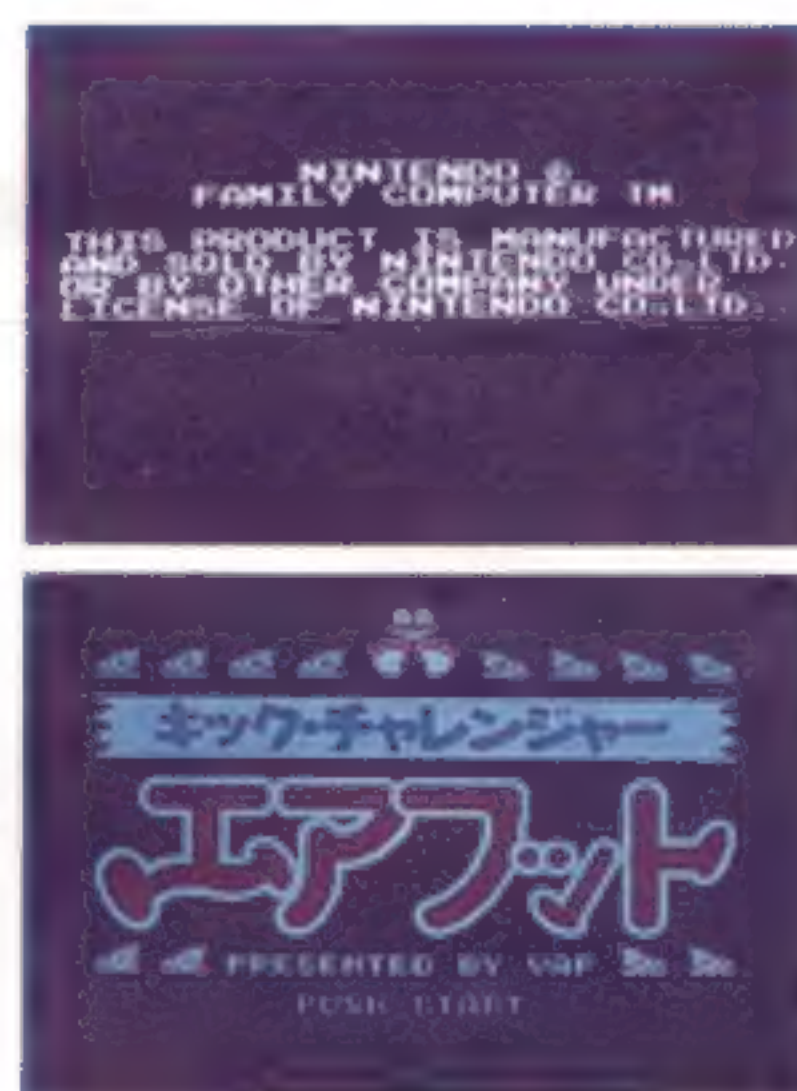 NINTENDO ®
FAMILY COMPUTER TM
THIS PRODUCT IS MANUFACTURED
AND SOLD BY NINTENDO CO.,LTD.
OR BY OTHER COMPANY UNDER
LICENSE OF NINTENDO CO.,LTD.
キック・チャレンジャー
エアフット
PRESENTED BY VAP
PUSH START